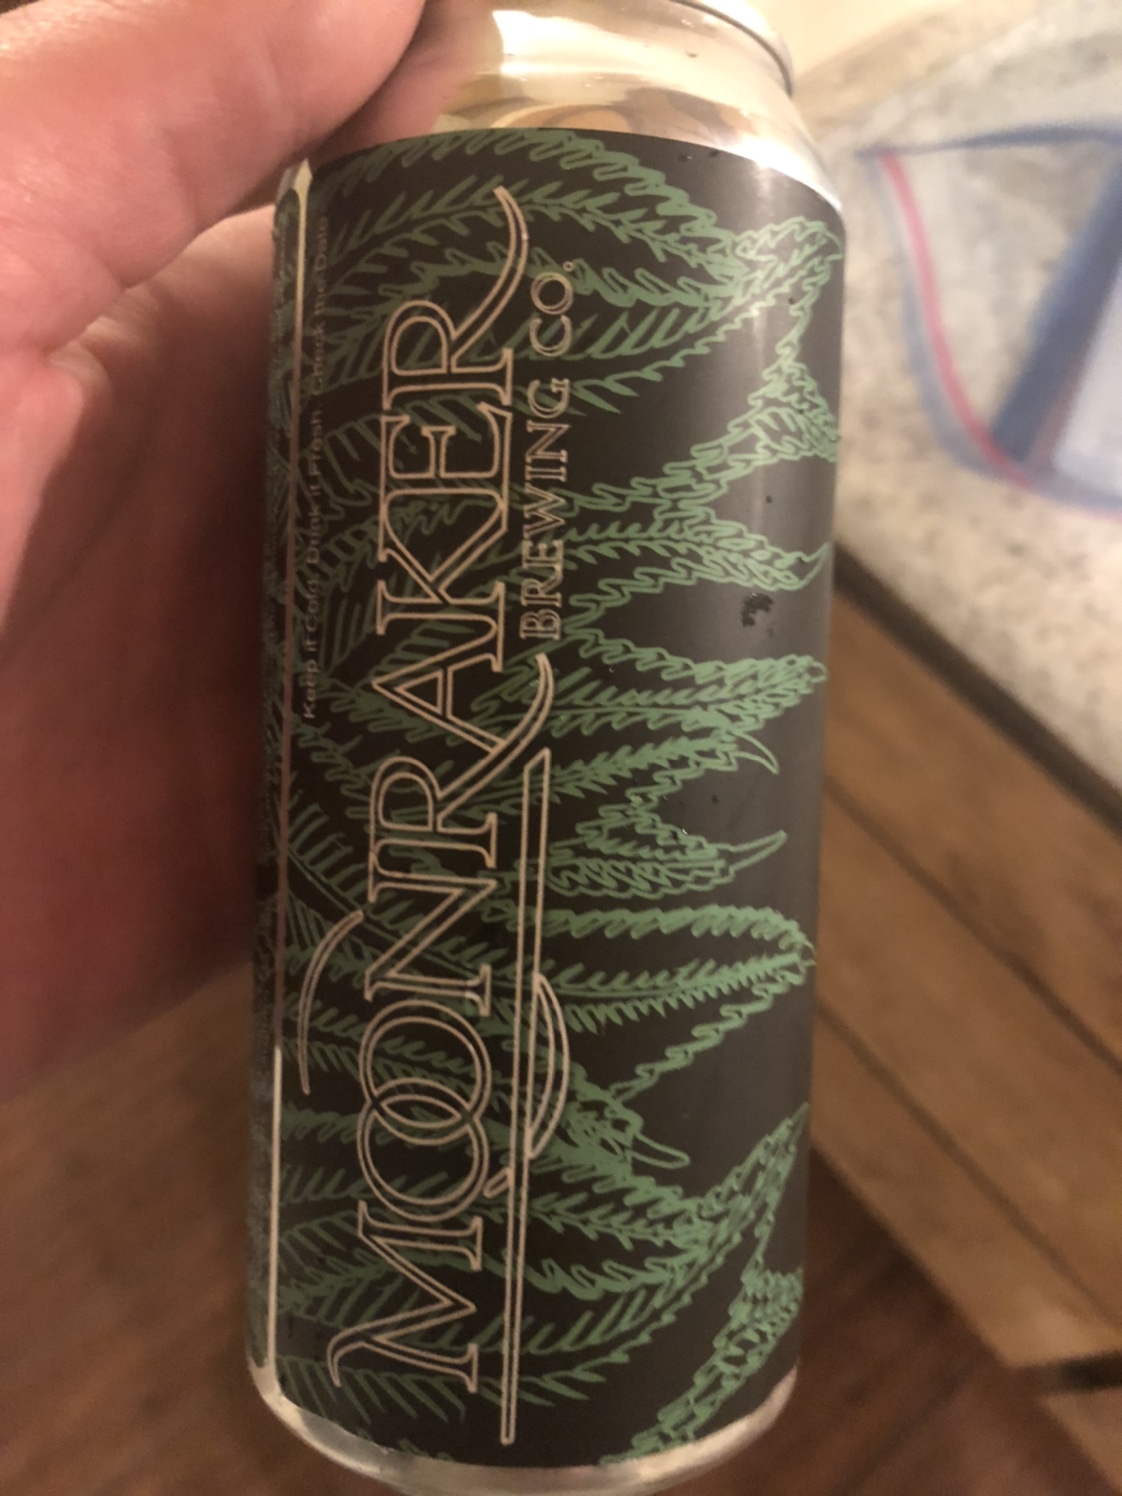 Keep it Cold. Drink it Fresh. Check the Date
MOONRAKER
BREWING CO.